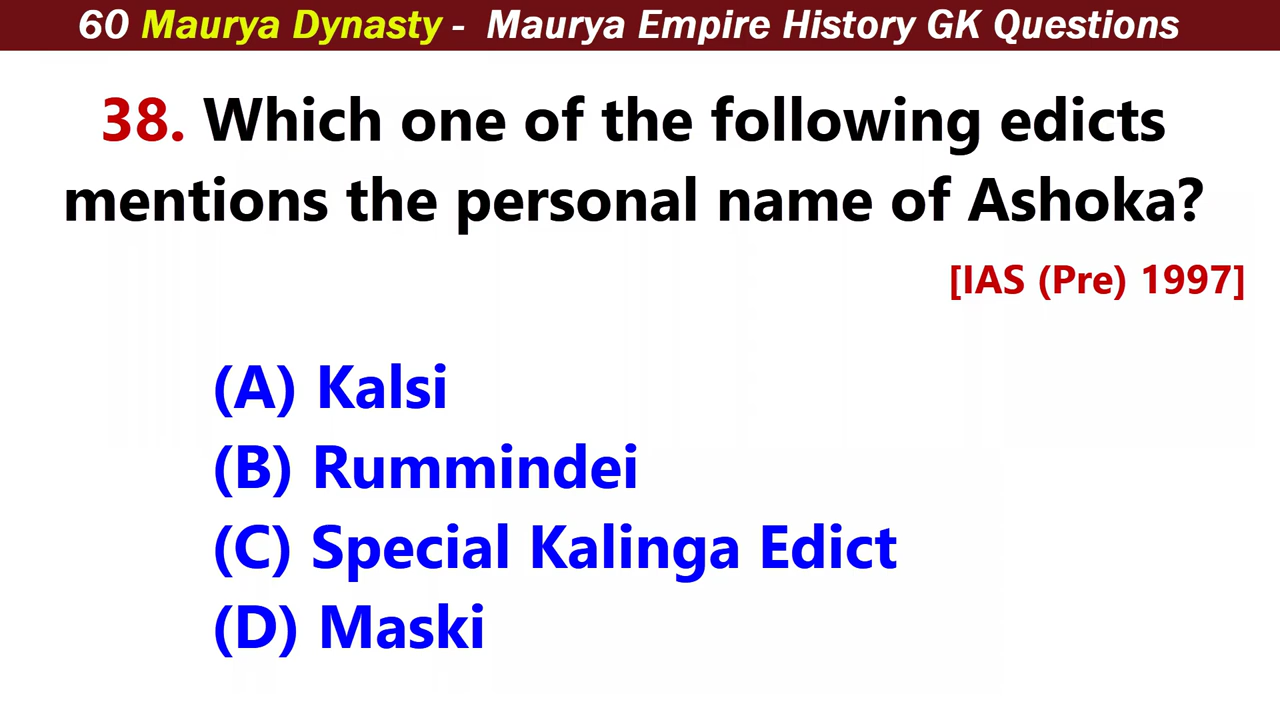 60 Maurya Dynasty - Maurya Empire History GK Questions
38. Which one of the following edicts
mentions the personal name of Ashoka?
[IAS (Pre) 1997]
(A) Kalsi
(B) Rummindei
(C) Special Kalinga Edict
(D) Maski